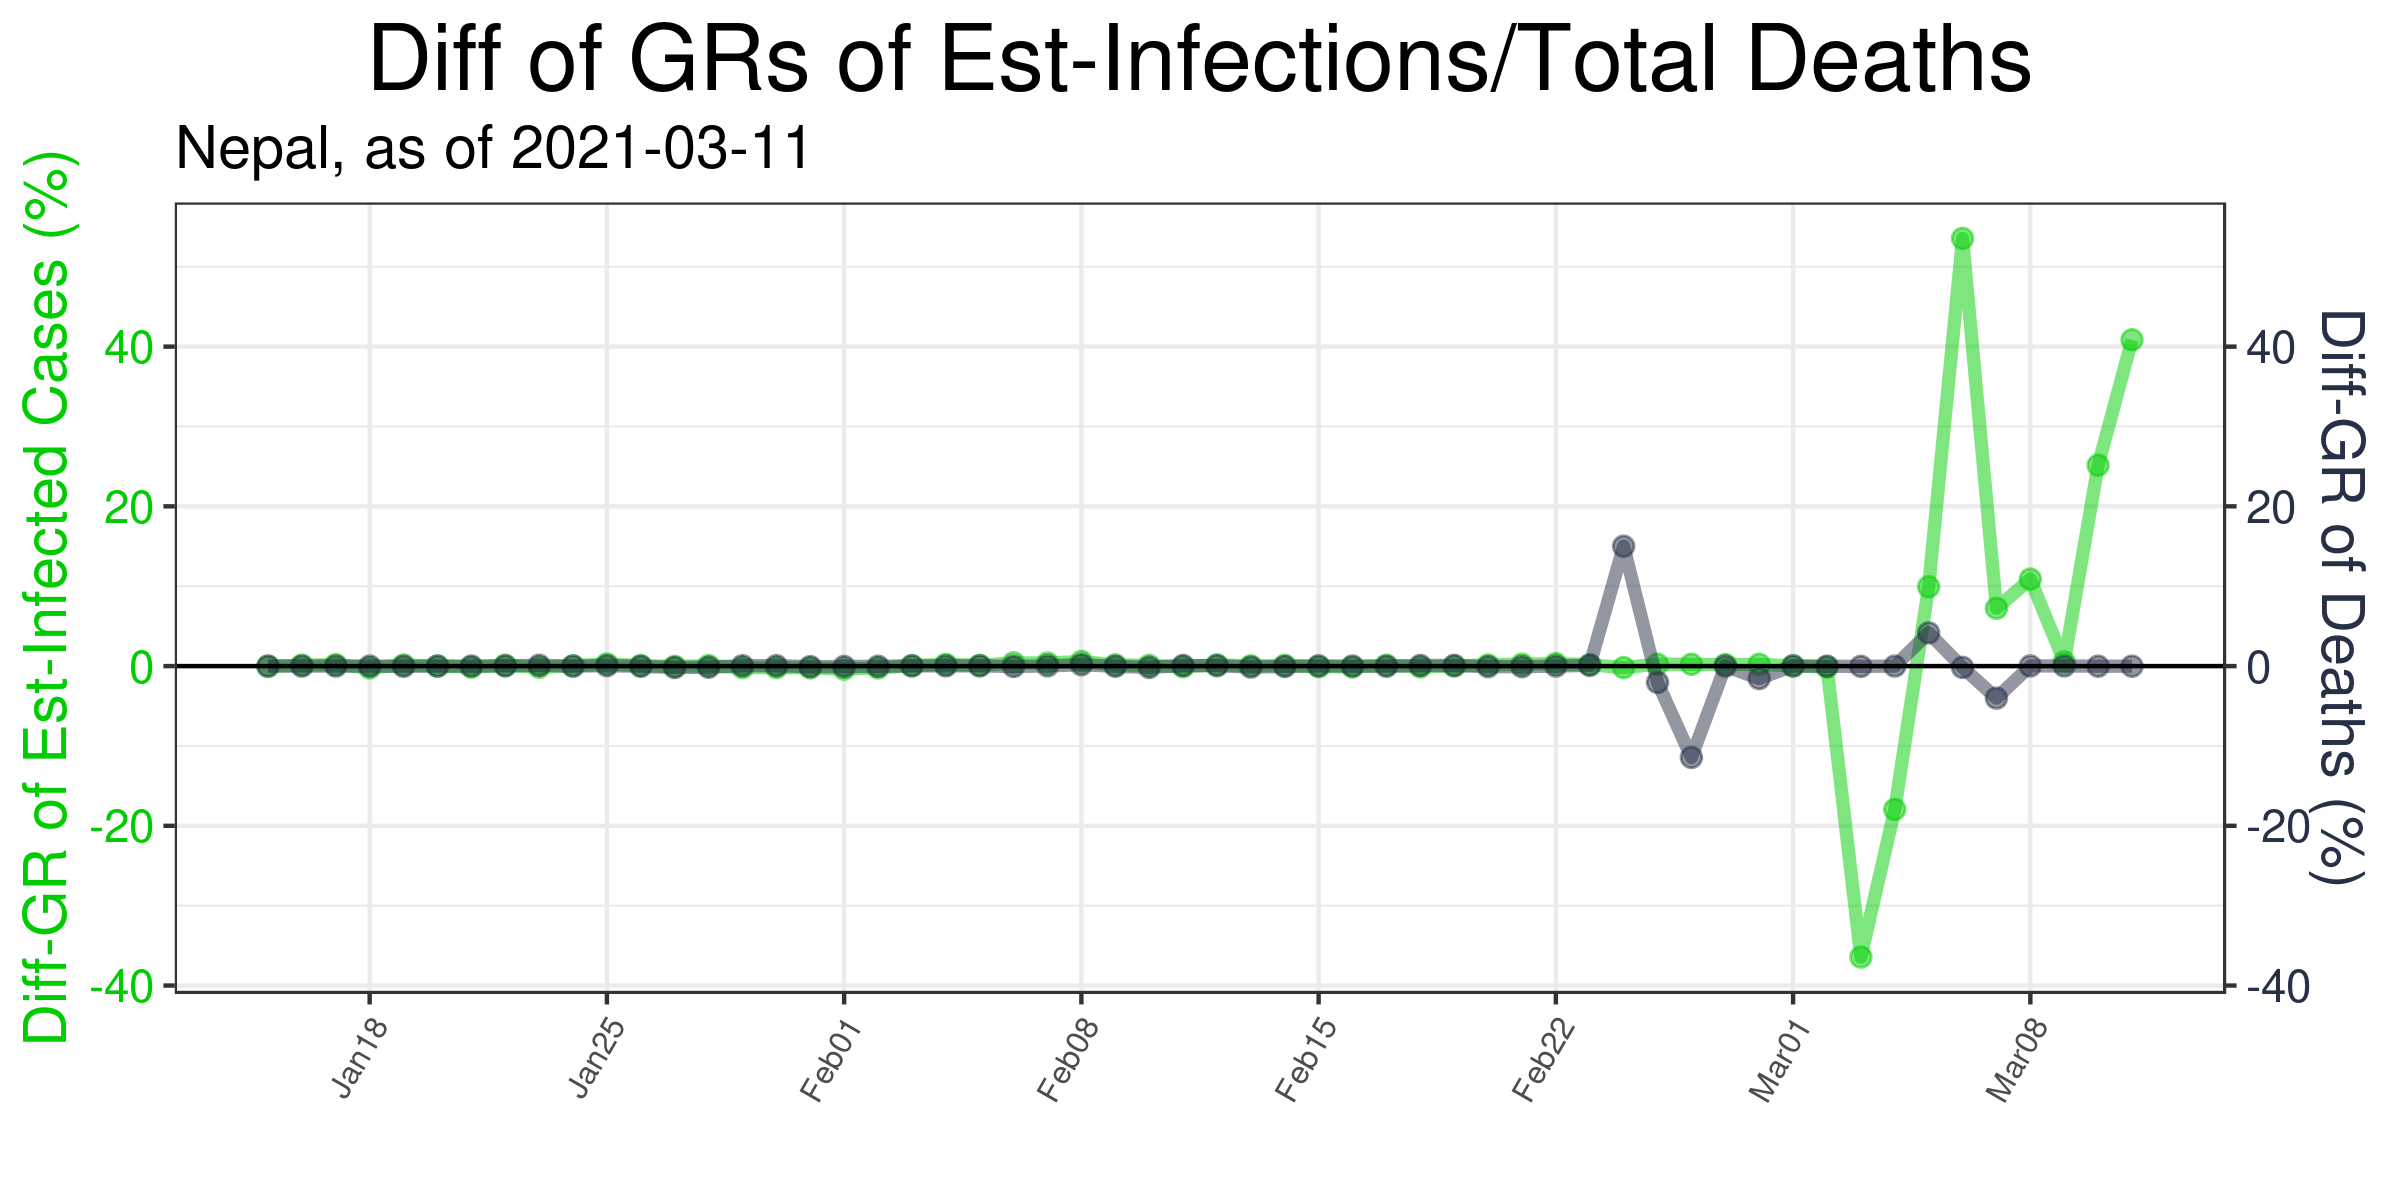 Diff of GRs of Est-Infections/Total Deaths
Nepal, as of 2021-03-11
Diff-GR of Est-Infected Cases (%)
40
20
0
-20
-40
40
20
0
-20
-40
Diff-GR of Deaths (%)
Jan18
Jan25
Feb01
Feb08
Feb15
Feb22
Mar01
Mar08